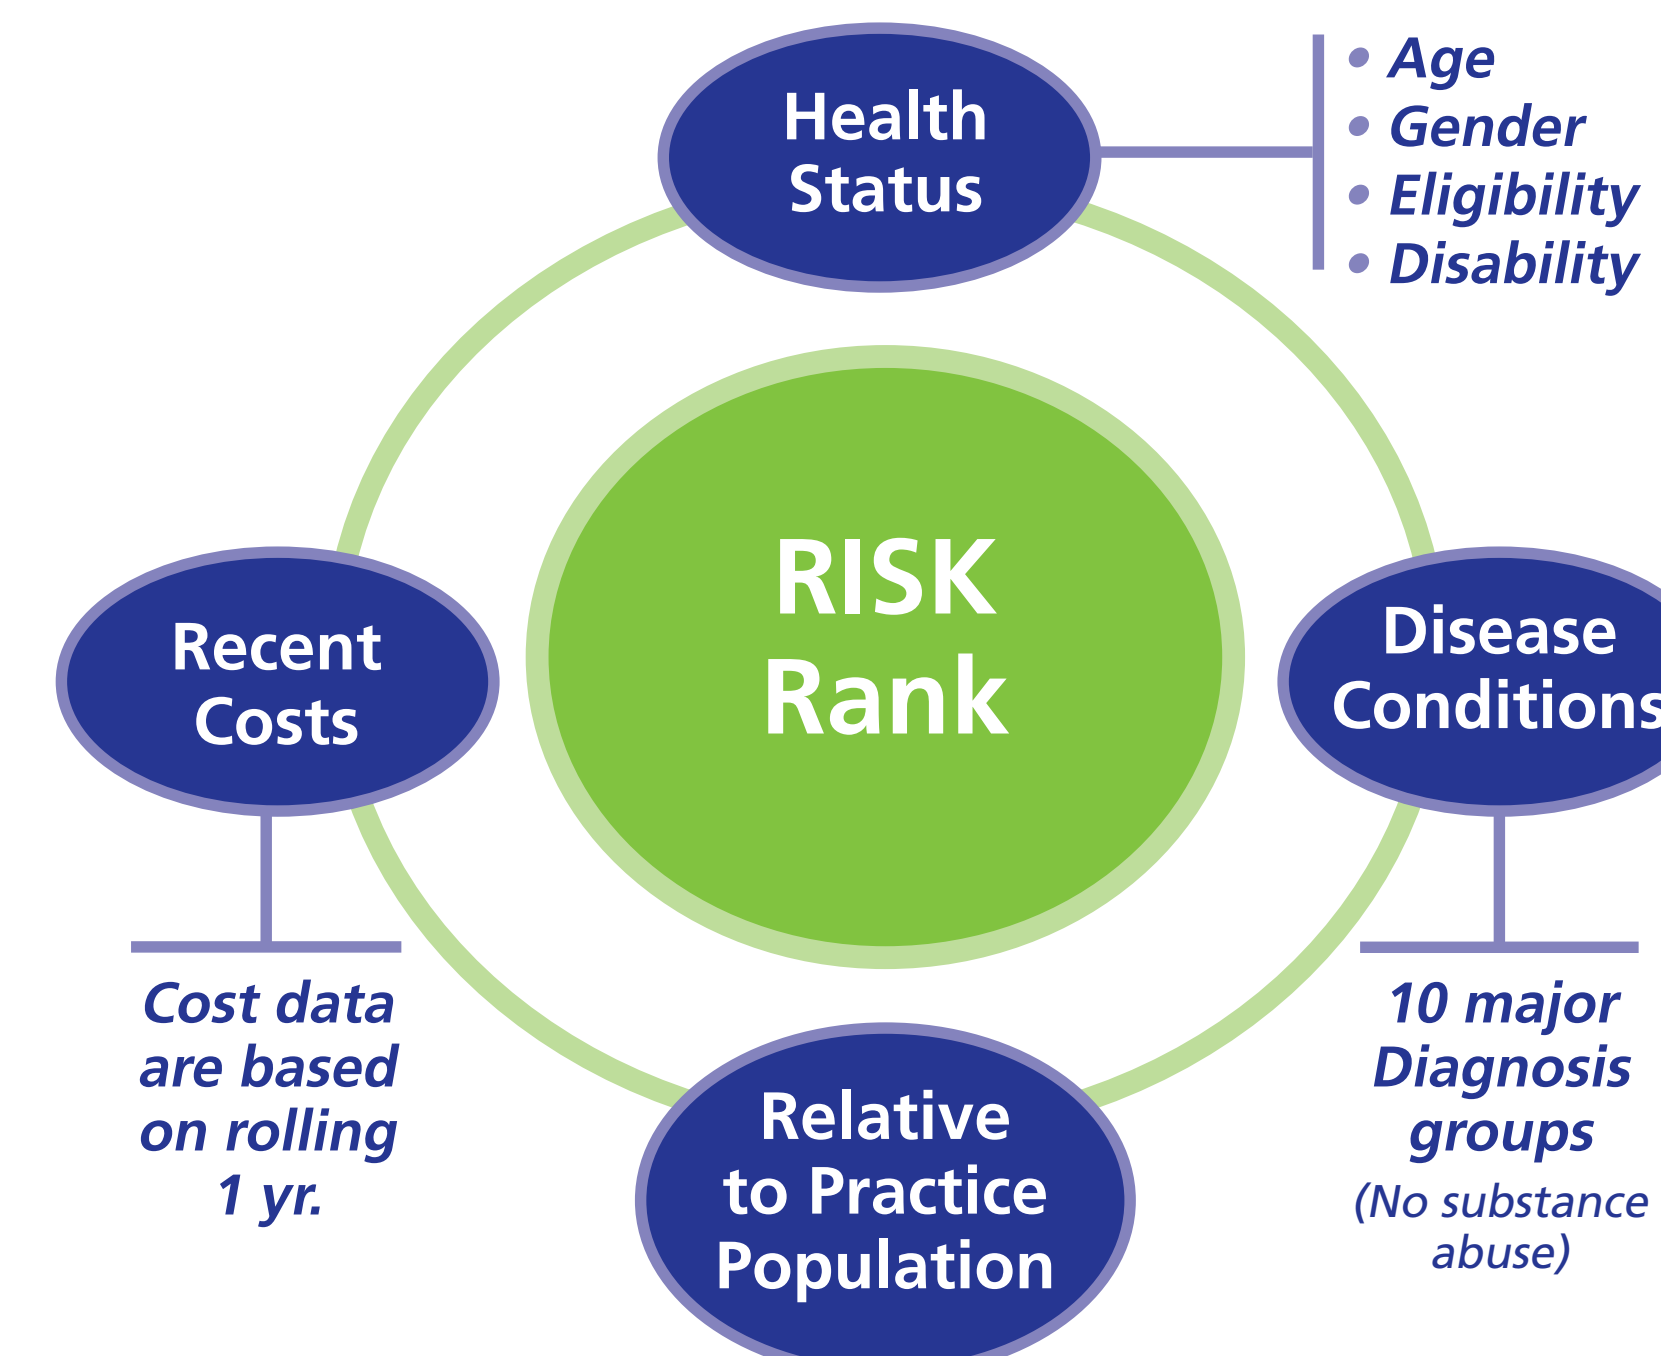 Health
Status
• Age
• Gender
• Eligibility
• Disability
RISK
Rank
Recent
Costs
Disease
Conditions
Cost data
are based
on rolling
1 yr.
10 major
Diagnosis
groups
(No substance
abuse)
Relative
to Practice
Population